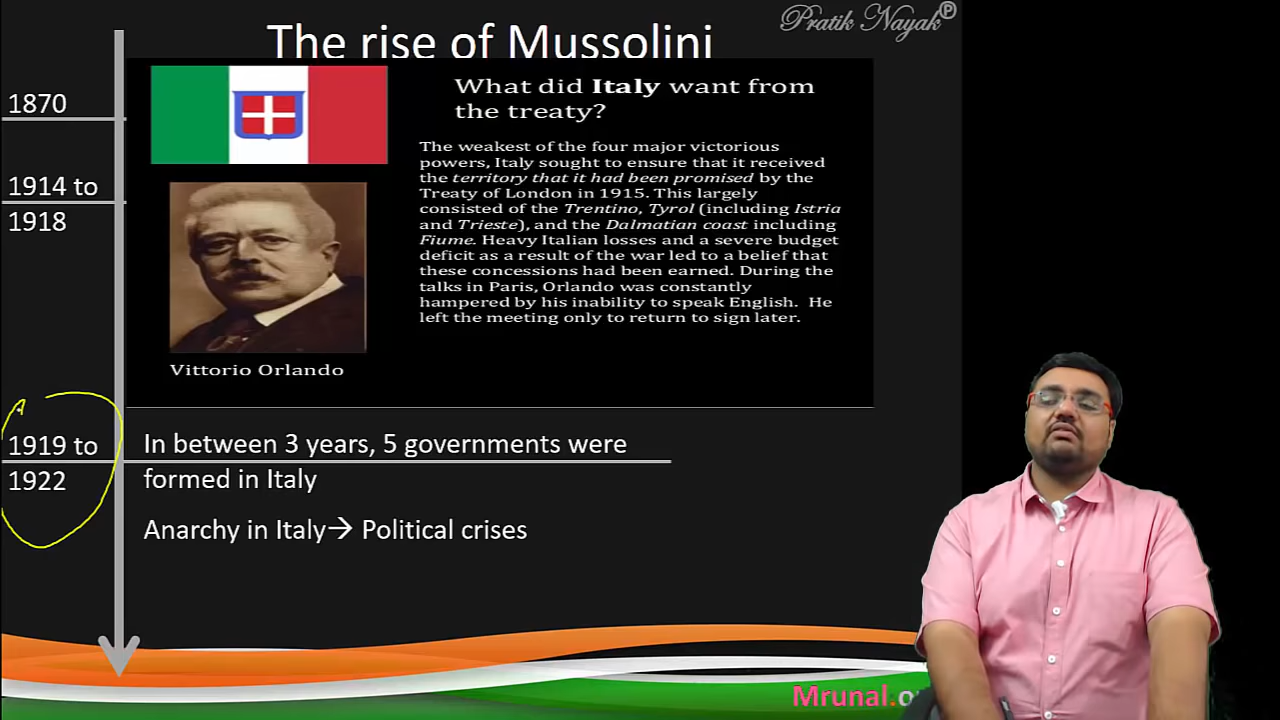 Pratik Nayak ℗
The rise of Mussolini
What did Italy want from
the treaty?
1870
The weakest of the four major victorious
powers, Italy sought to ensure that it received
the territory that it had been promised by the
Treaty of London in 1915. This largely
consisted of the Trentino, Tyrol (including Istria
and Trieste), and the Dalmatian coast including
Fiume. Heavy Italian losses and a severe budget
deficit as a result of the war led to a belief that
these concessions had been earned. During the
talks in Paris, Orlando was constantly
hampered by his inability to speak English. He
left the meeting only to return to sign later.
1914 to
1918
Vittorio Orlando
1919 to
1922
In between 3 years, 5 governments were
formed in Italy
Anarchy in Italy→ Political crises
Mrunal.o